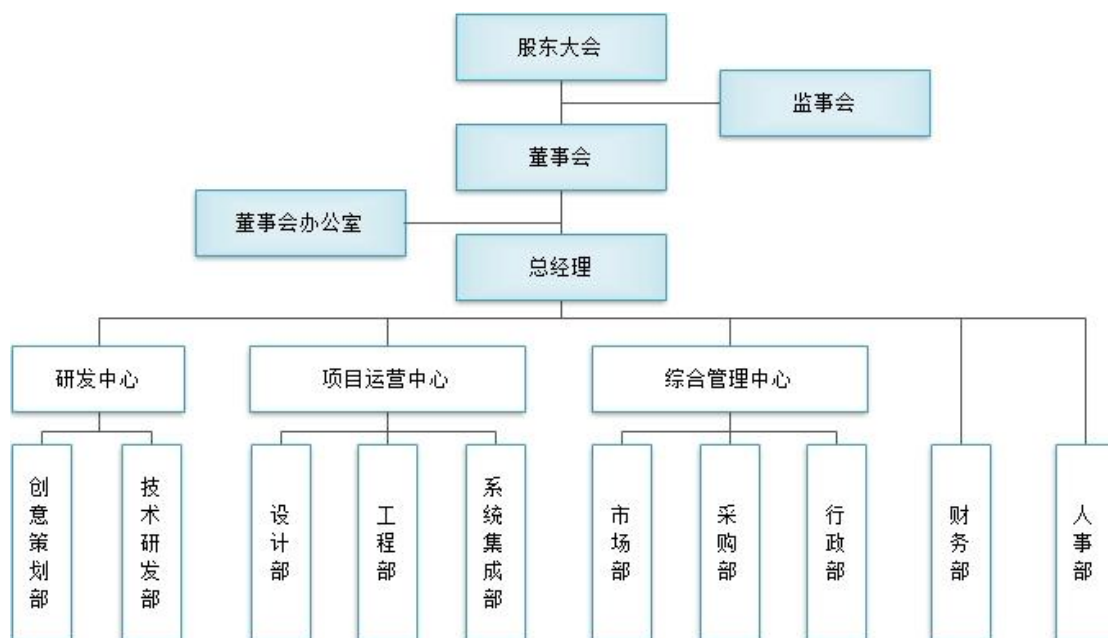 股东大会
监事会
董事会
董事会办公室
总经理
研发中心
项目运营中心
综合管理中心
创意策划部
技术研发部
设计部
工程部
系统集成部
市场部
采购部
行政部
财务部
人事部